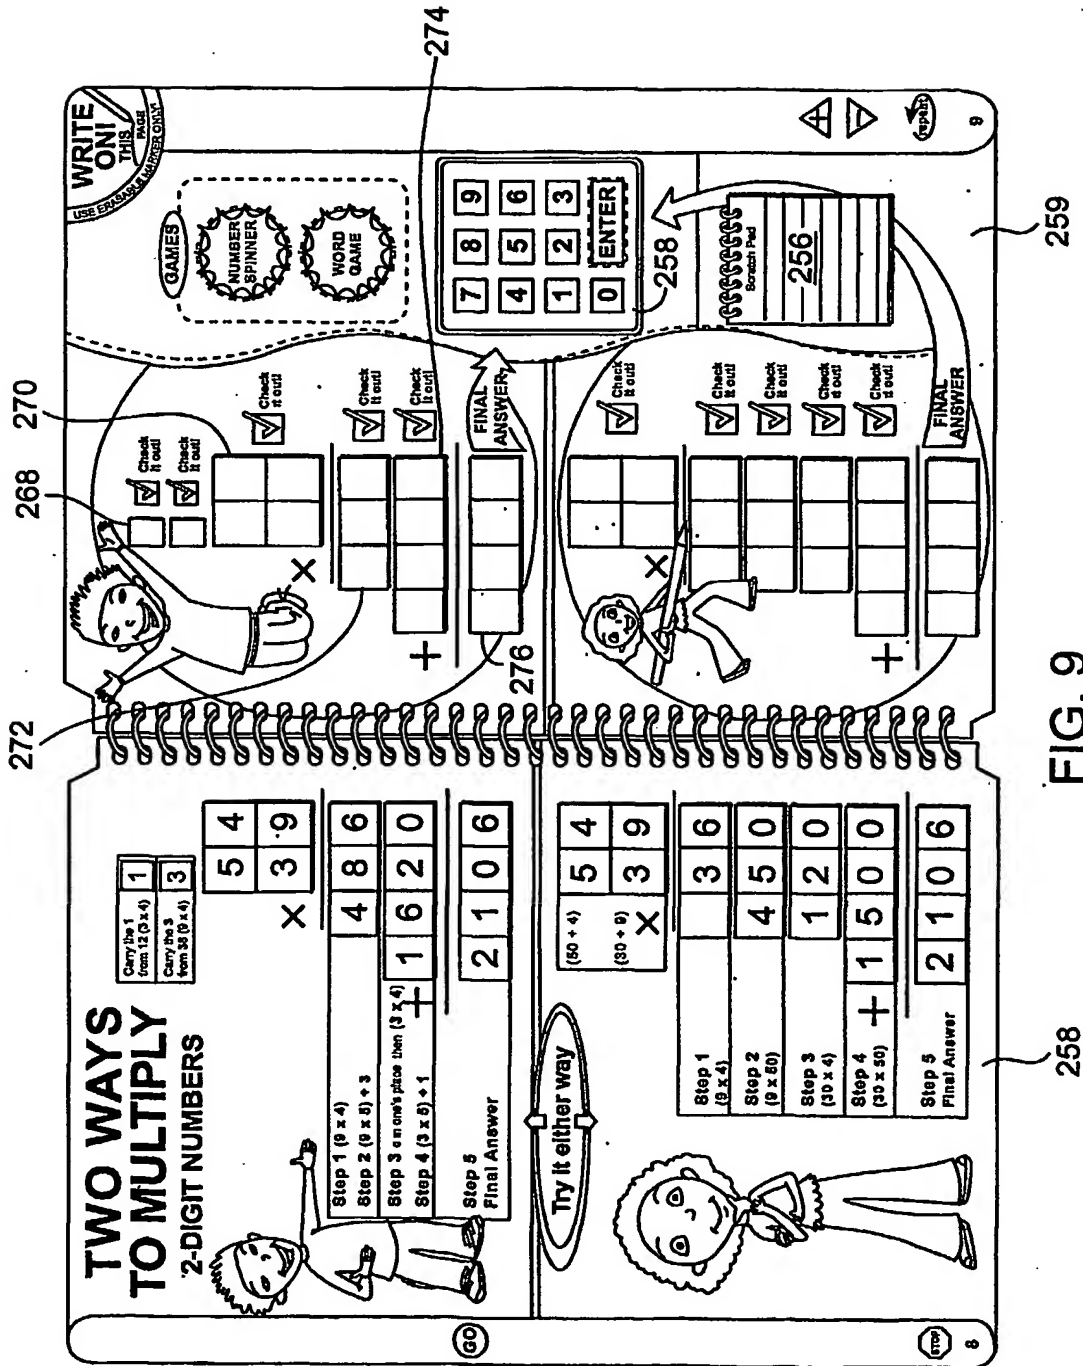 TWO WAYS
TO MULTIPLY
2-DIGIT NUMBERS
Carry the 1
from 12 (3 x 4)
1
Carry the 3
from 38 (9 x 4)
3
5 4
× 3 9
Step 1 (9 x 4)
Step 2 (9 x 5) + 3
4 8 6
Step 3 0 in one's place then (3 x 4)
Step 4 (3 x 5) + 1
+ 1 6 2 0
Step 5
Final Answer
2 1 0 6
Try it either way
(50 + 4)
5 4
(30 + 9)
× 3 9
Step 1
(9 x 4)
3 6
Step 2
(9 x 50)
4 5 0
Step 3
(30 x 4)
1 2 0
Step 4
(30 x 50)
+ 1 5 0 0
Step 5
Final Answer
2 1 0 6
GO
STOP
8
258
WRITE
ON!
THIS
PAGE
USE ERASABLE MARKER ONLY!
268
270
272
274
276
Check
it out!
Check
it out!
×
Check
it out!
Check
it out!
+
Check
it out!
FINAL
ANSWER
×
Check
it out!
Check
it out!
Check
it out!
Check
it out!
+
Check
it out!
FINAL
ANSWER
GAMES
NUMBER
SPINNER
WORD
GAME
7 8 9
4 5 6
1 2 3
0 ENTER
258
Scratch Pad
256
repeat
9
259
FIG. 9